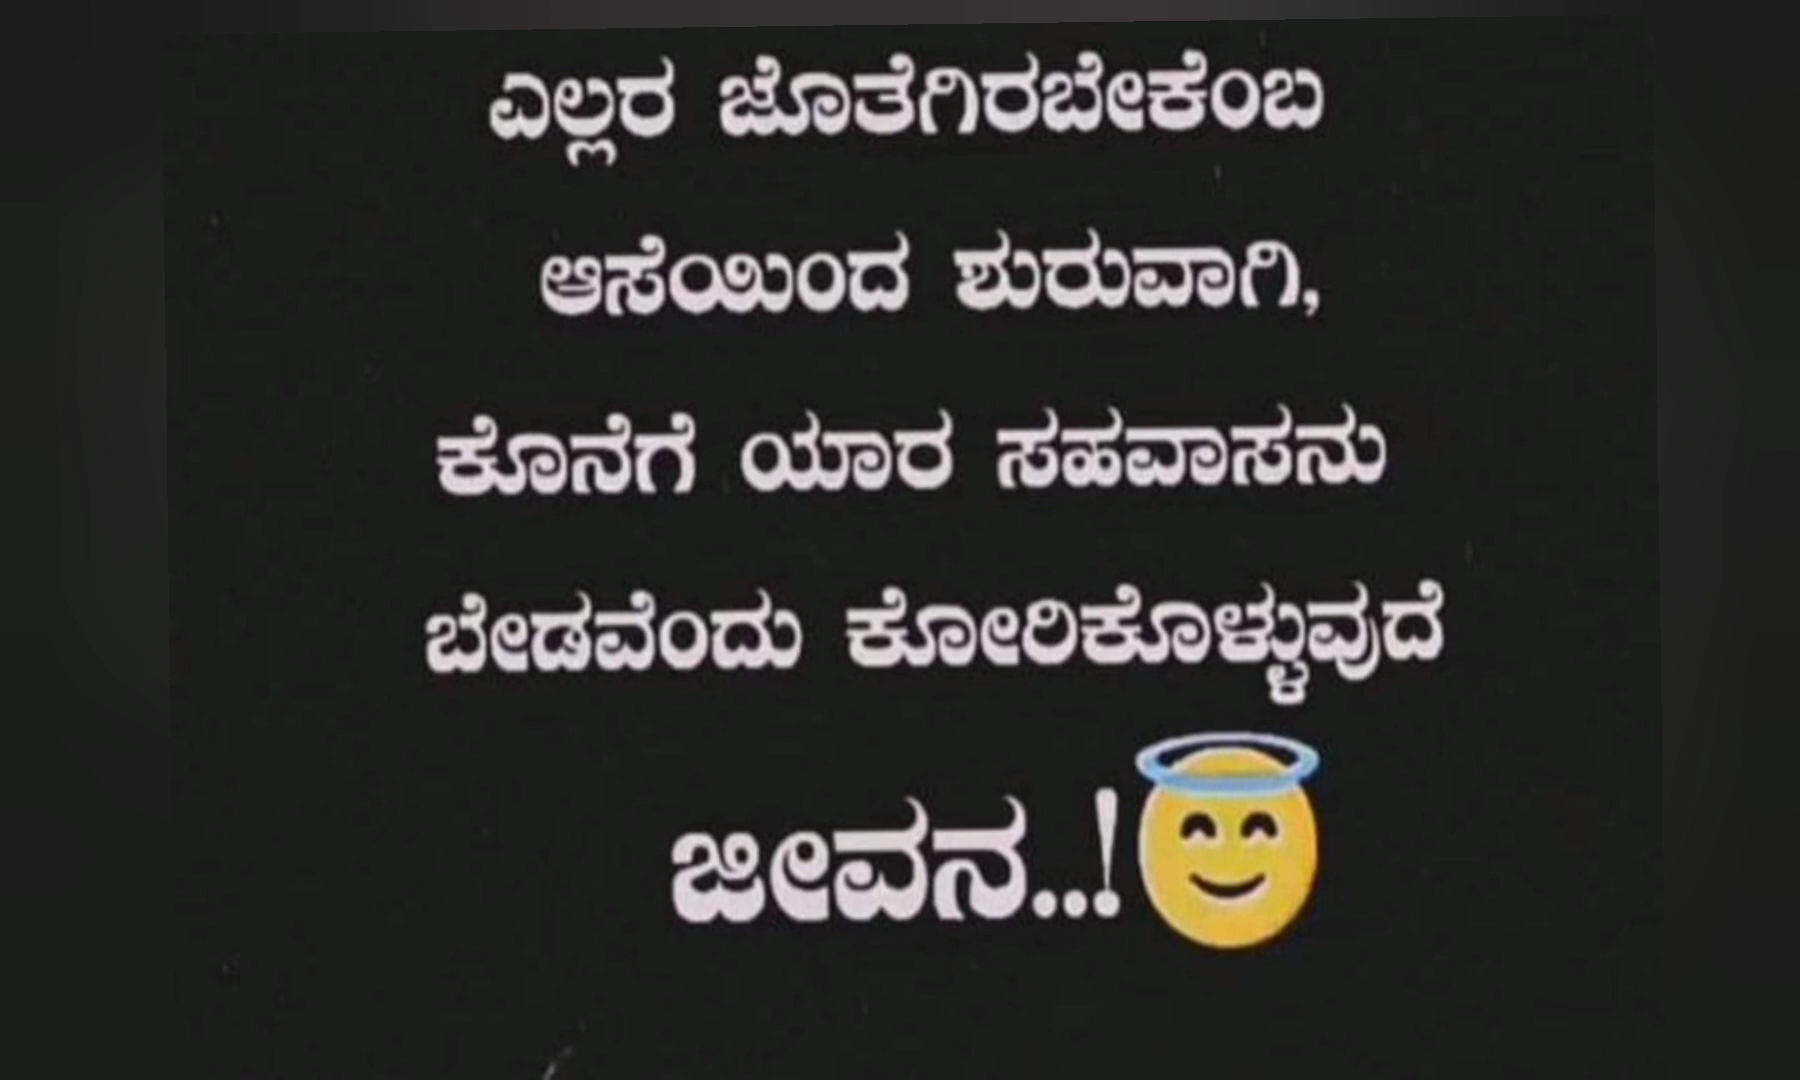 ಎಲ್ಲರ ಜೊತೆಗಿರಬೇಕೆಂಬ
ಆಸೆಯಿಂದ ಶುರುವಾಗಿ,
ಕೊನೆಗೆ ಯಾರ ಸಹವಾಸನು
ಬೇಡವೆಂದು ಕೋರಿಕೊಳ್ಳುವುದೆ
ಜೀವನ...!😇